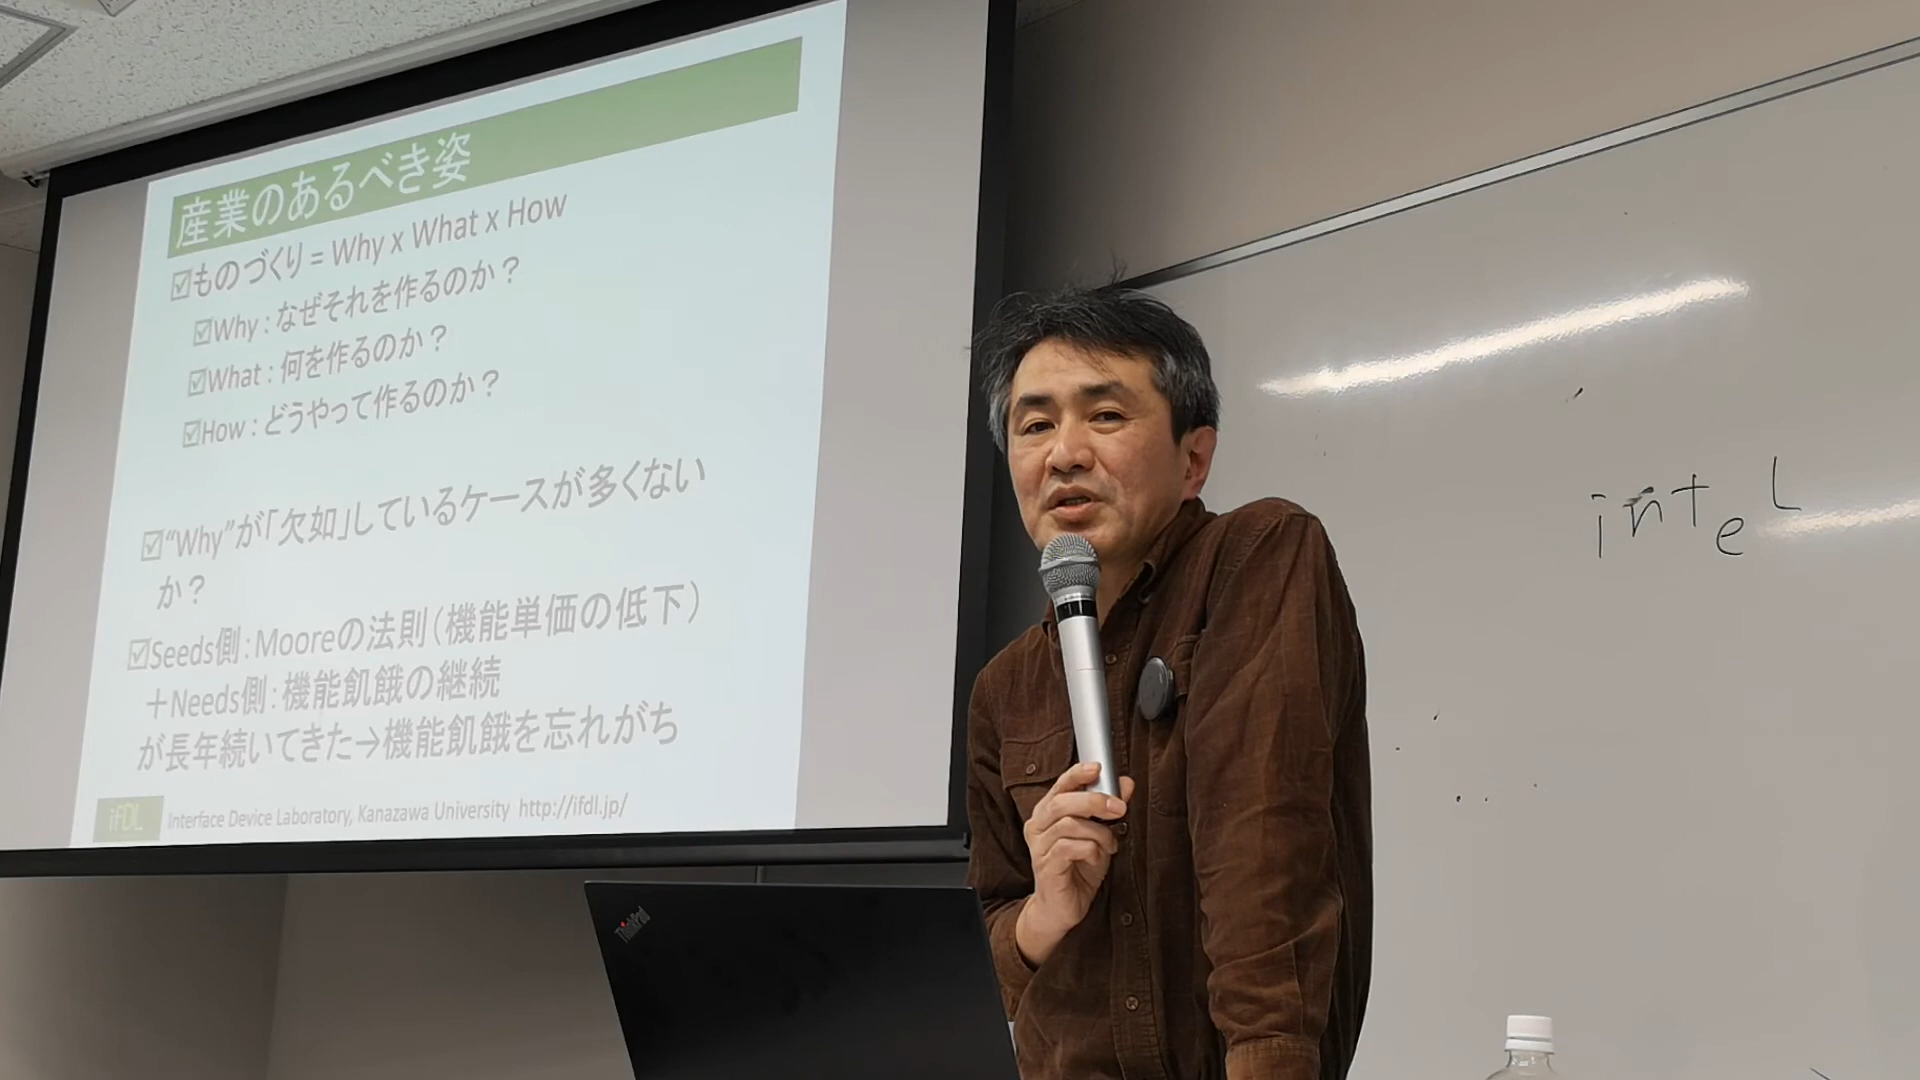 産業のあるべき姿
☑ものづくり = Why x What x How
☑Why : なぜそれを作るのか？
☑What : 何を作るのか？
☑How : どうやって作るのか？
☑“Why”が「欠如」しているケースが多くない
か？
☑Seeds側：Mooreの法則（機能単価の低下）
＋Needs側：機能飢餓の継続
が長年続いてきた→機能飢餓を忘れがち
iFDL Interface Device Laboratory, Kanazawa University http://ifdl.jp/
ThinkPad
inteL